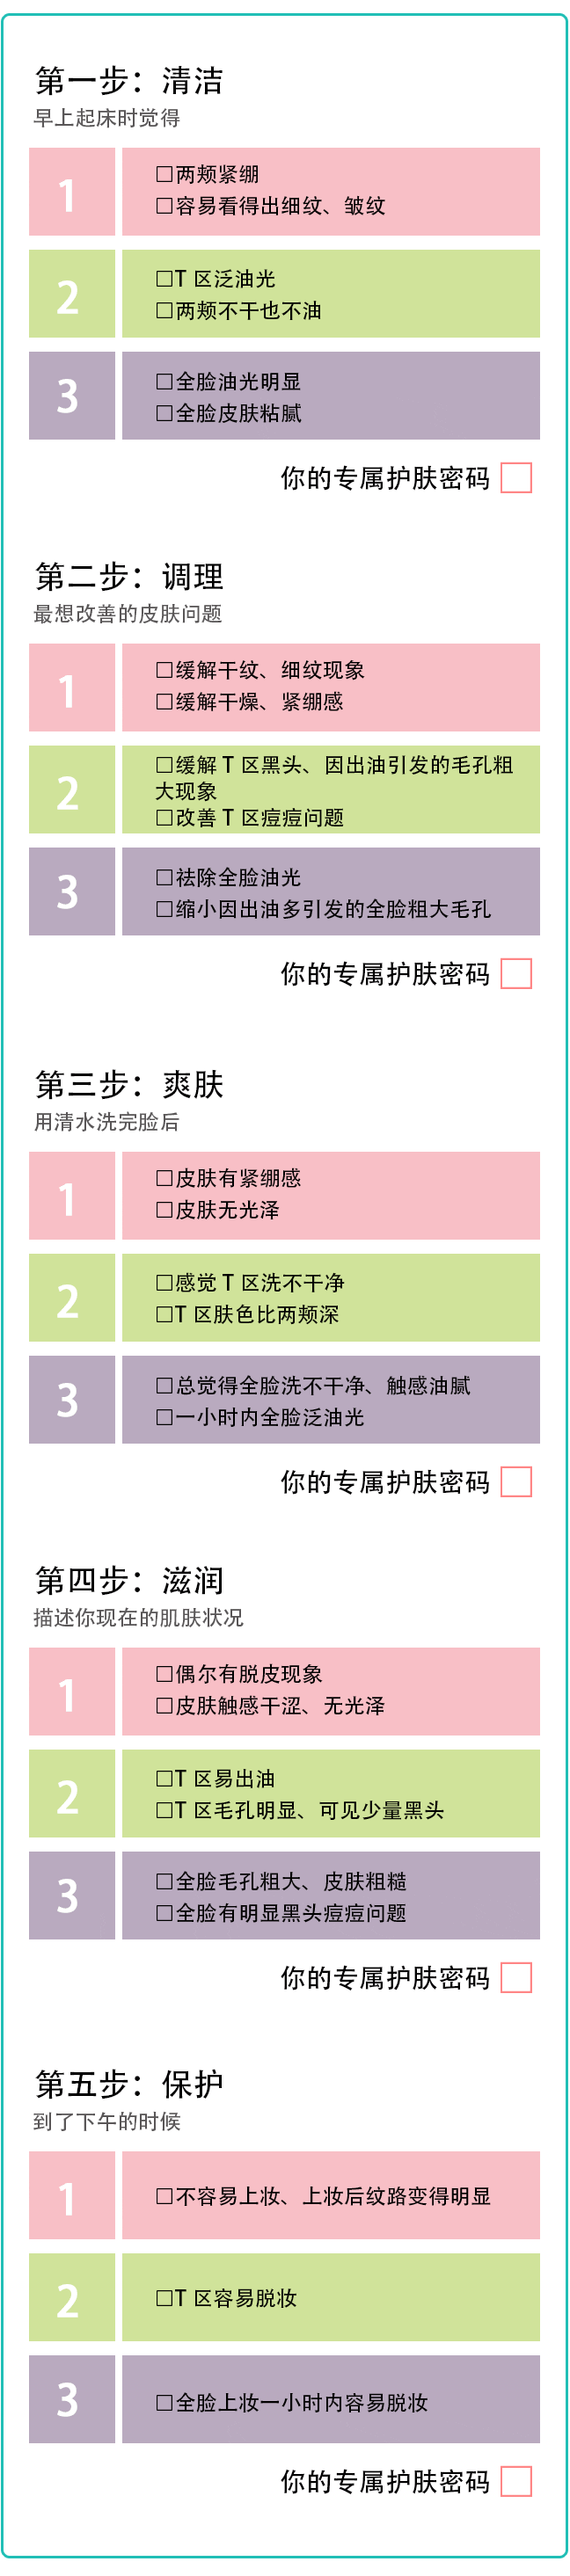 第一步：清洁
早上起床时觉得
1
□两颊紧绷
□容易看得出细纹、皱纹
2
□T 区泛油光
□两颊不干也不油
3
□全脸油光明显
□全脸皮肤粘腻
你的专属护肤密码
第二步：调理
最想改善的皮肤问题
1
□缓解干纹、细纹现象
□缓解干燥、紧绷感
2
□缓解 T 区黑头、因出油引发的毛孔粗
大现象
□改善 T 区痘痘问题
3
□祛除全脸油光
□缩小因出油多引发的全脸粗大毛孔
你的专属护肤密码
第三步：爽肤
用清水洗完脸后
1
□皮肤有紧绷感
□皮肤无光泽
2
□感觉 T 区洗不干净
□T 区肤色比两颊深
3
□总觉得全脸洗不干净、触感油腻
□一小时内全脸泛油光
你的专属护肤密码
第四步：滋润
描述你现在的肌肤状况
1
□偶尔有脱皮现象
□皮肤触感干涩、无光泽
2
□T 区易出油
□T 区毛孔明显、可见少量黑头
3
□全脸毛孔粗大、皮肤粗糙
□全脸有明显黑头痘痘问题
你的专属护肤密码
第五步：保护
到了下午的时候
1
□不容易上妆、上妆后纹路变得明显
2
□T 区容易脱妆
3
□全脸上妆一小时内容易脱妆
你的专属护肤密码